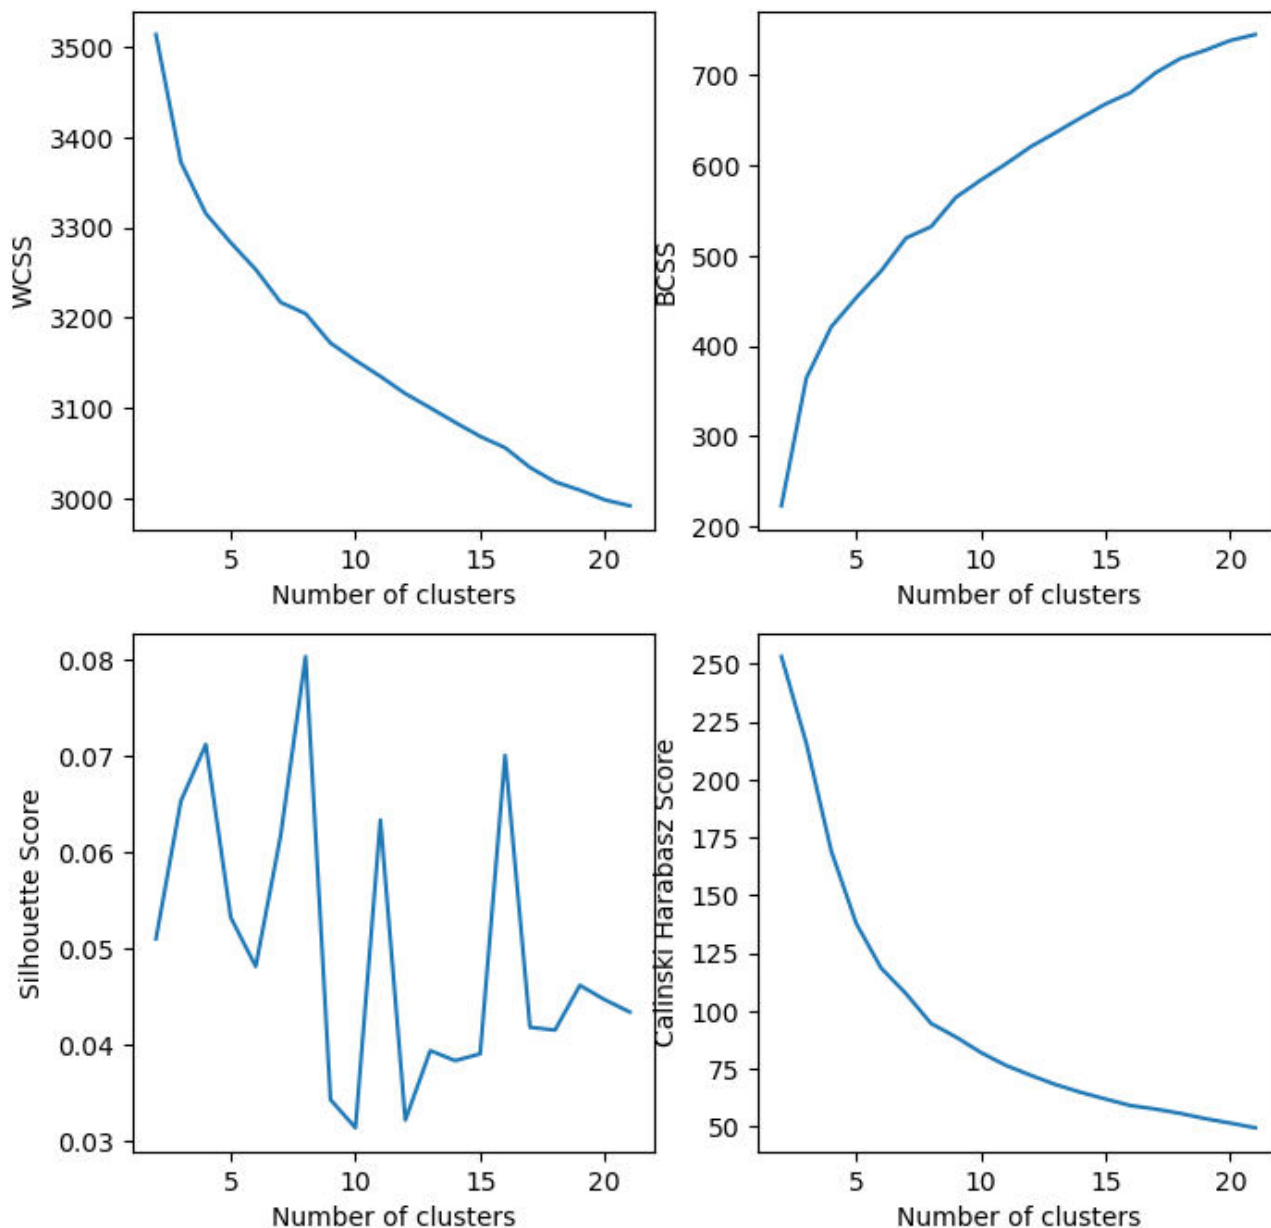 3500
3400
3300
3200
3100
3000
WCSS
5 10 15 20
Number of clusters
700
600
500
400
300
200
BCSS
5 10 15 20
Number of clusters
0.08
0.07
0.06
0.05
0.04
0.03
Silhouette Score
5 10 15 20
Number of clusters
250
225
200
175
150
125
100
75
50
Calinski Harabasz Score
5 10 15 20
Number of clusters